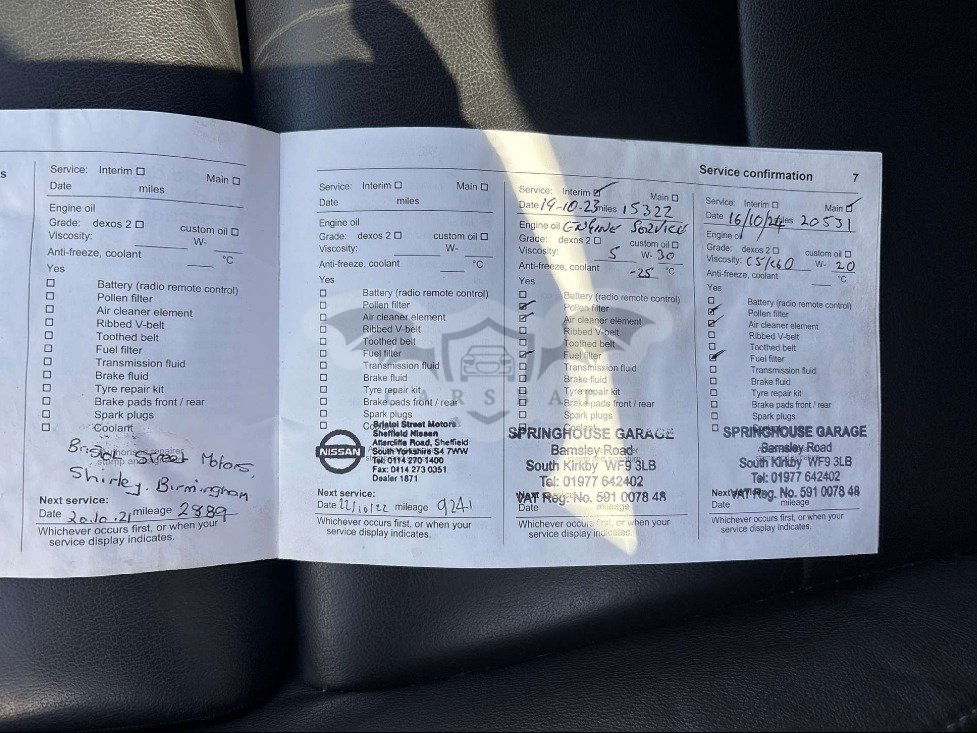 s
Service: Interim ☐ Main ☐
Date miles
Engine oil
Grade: dexos 2 ☐ custom oil ☐
Viscosity: W-
Anti-freeze, coolant °C
Yes
☐ Battery (radio remote control)
☐ Pollen filter
☐ Air cleaner element
☐ Ribbed V-belt
☐ Toothed belt
☐ Fuel filter
☐ Transmission fluid
☐ Brake fluid
☐ Tyre repair kit
☐ Brake pads front / rear
☐ Spark plugs
☐ Coolant
Bristol Street Motors
Shirley, Birmingham
Next service:
Date 20.10.21 mileage 2889
Whichever occurs first, or when your
service display indicates.
Service confirmation 7
Service: Interim ☐ Main ☐
Date miles
Engine oil
Grade: dexos 2 ☐ custom oil ☐
Viscosity: W-
Anti-freeze, coolant °C
Yes
☐ Battery (radio remote control)
☐ Pollen filter
☐ Air cleaner element
☐ Ribbed V-belt
☐ Toothed belt
☐ Fuel filter
☐ Transmission fluid
☐ Brake fluid
☐ Tyre repair kit
☐ Brake pads front / rear
☐ Spark plugs
NISSAN
Bristol Street Motors
Sheffield Nissan
Attercliffe Road, Sheffield
South Yorkshire S4 7WW
Tel: 0114 270 1400
Fax: 0414 273 0351
Dealer 1871
Next service:
Date 22/10/22 mileage 9241
Whichever occurs first, or when your
service display indicates.
Service: Interim ☑ Main ☐
Date 19-10-23 miles 15322
Engine oil ENGINE SERVICE
Grade: dexos 2 ☐ custom oil ☐
Viscosity: 5 W- 30
Anti-freeze, coolant -25 °C
Yes
☐ Battery (radio remote control)
☑ Pollen filter
☑ Air cleaner element
☐ Ribbed V-belt
☐ Toothed belt
☑ Fuel filter
☐ Transmission fluid
☐ Brake fluid
☐ Tyre repair kit
☐ Brake pads front / rear
☐ Spark plugs
SPRINGHOUSE GARAGE
Barnsley Road
South Kirkby WF9 3LB
Tel: 01977 642402
VAT Reg. No. 591 0078 48
Date mileage
Whichever occurs first, or when your
service display indicates.
Service: Interim ☐ Main ☑
Date 16/10/24 miles 20531
Engine oil
Grade: dexos 2 ☐ custom oil ☐
Viscosity: C5/C60 W- 20
Anti-freeze, coolant °C
Yes
☐ Battery (radio remote control)
☑ Pollen filter
☑ Air cleaner element
☐ Ribbed V-belt
☐ Toothed belt
☑ Fuel filter
☐ Transmission fluid
☐ Brake fluid
☐ Tyre repair kit
☐ Brake pads front / rear
☐ Spark plugs
SPRINGHOUSE GARAGE
Barnsley Road
South Kirkby WF9 3LB
Tel: 01977 642402
VAT Reg. No. 591 0078 48
Date mileage
Whichever occurs first, or when your
service display indicates.